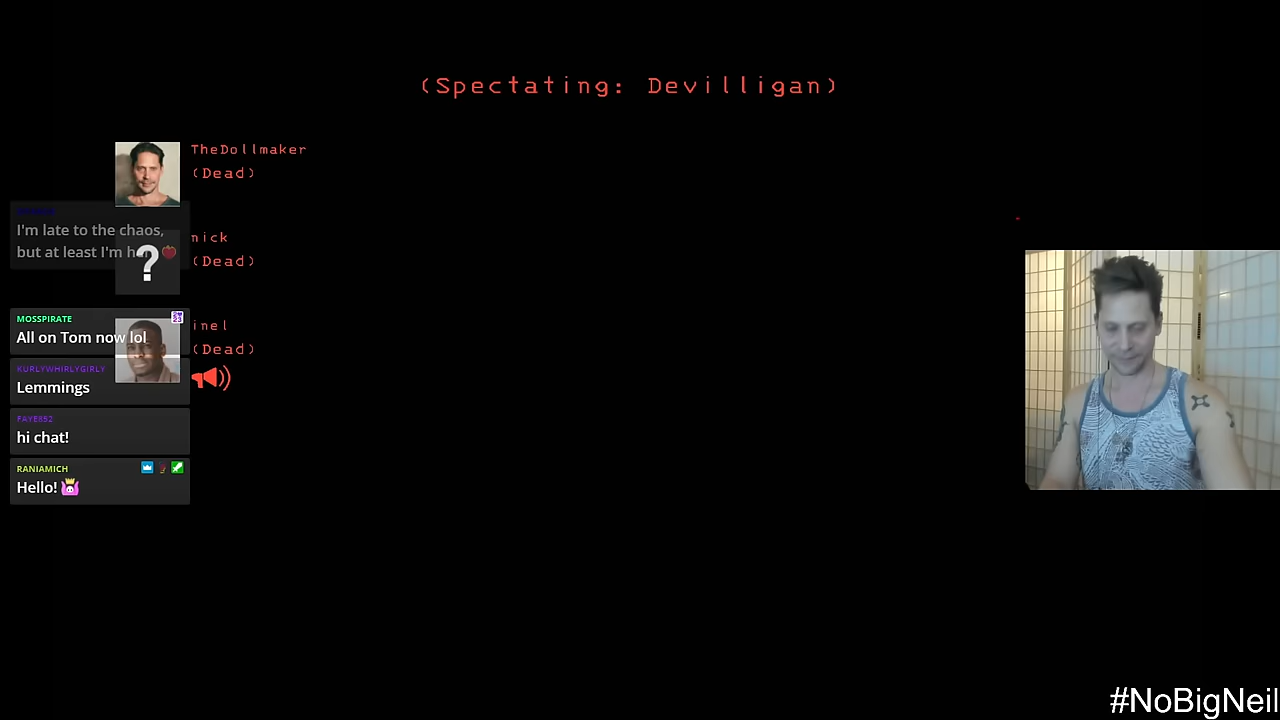 (Spectating: Devilligan)
TheDollmaker
(Dead)
I'm late to the chaos,
but at least I'm
mick
(Dead)
?
MOSSPIRATE
All on Tom now lol
inel
(Dead)
KURLYWHIRLYGIRLY
Lemmings
FAYE852
hi chat!
RANIAMICH
Hello!
#NoBigNeil